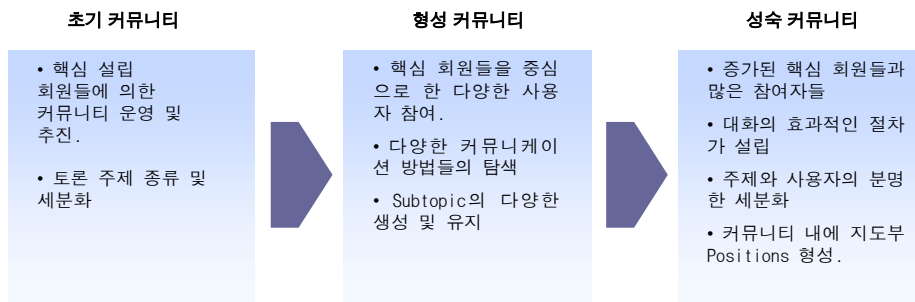 초기 커뮤니티
• 핵심 설립
회원들에 의한
커뮤니티 운영 및
추진.
• 토론 주제 종류 및
세분화
형성 커뮤니티
• 핵심 회원들을 중심
으로 한 다양한 사용
자 참여.
• 다양한 커뮤니케이
션 방법들의 탐색
• Subtopic의 다양한
생성 및 유지
성숙 커뮤니티
• 증가된 핵심 회원들과
많은 참여자들
• 대화의 효과적인 절차
가 설립
• 주제와 사용자의 분명
한 세분화
• 커뮤니티 내에 지도부
Positions 형성.